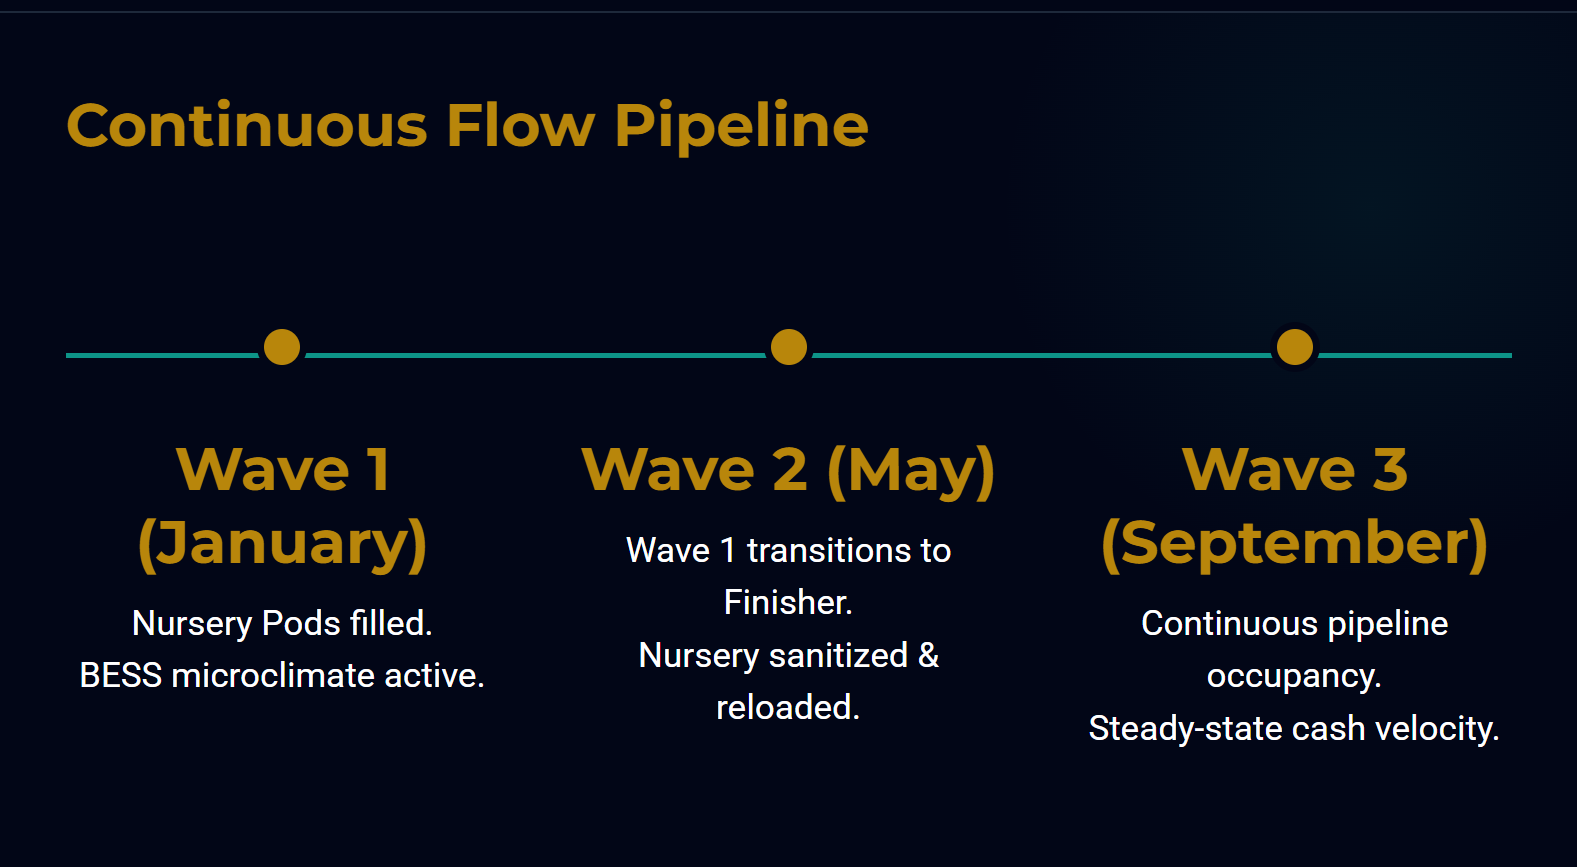 Continuous Flow Pipeline
Wave 1
(January)
Nursery Pods filled.
BESS microclimate active.
Wave 2 (May)
Wave 1 transitions to
Finisher.
Nursery sanitized &
reloaded.
Wave 3
(September)
Continuous pipeline
occupancy.
Steady-state cash velocity.